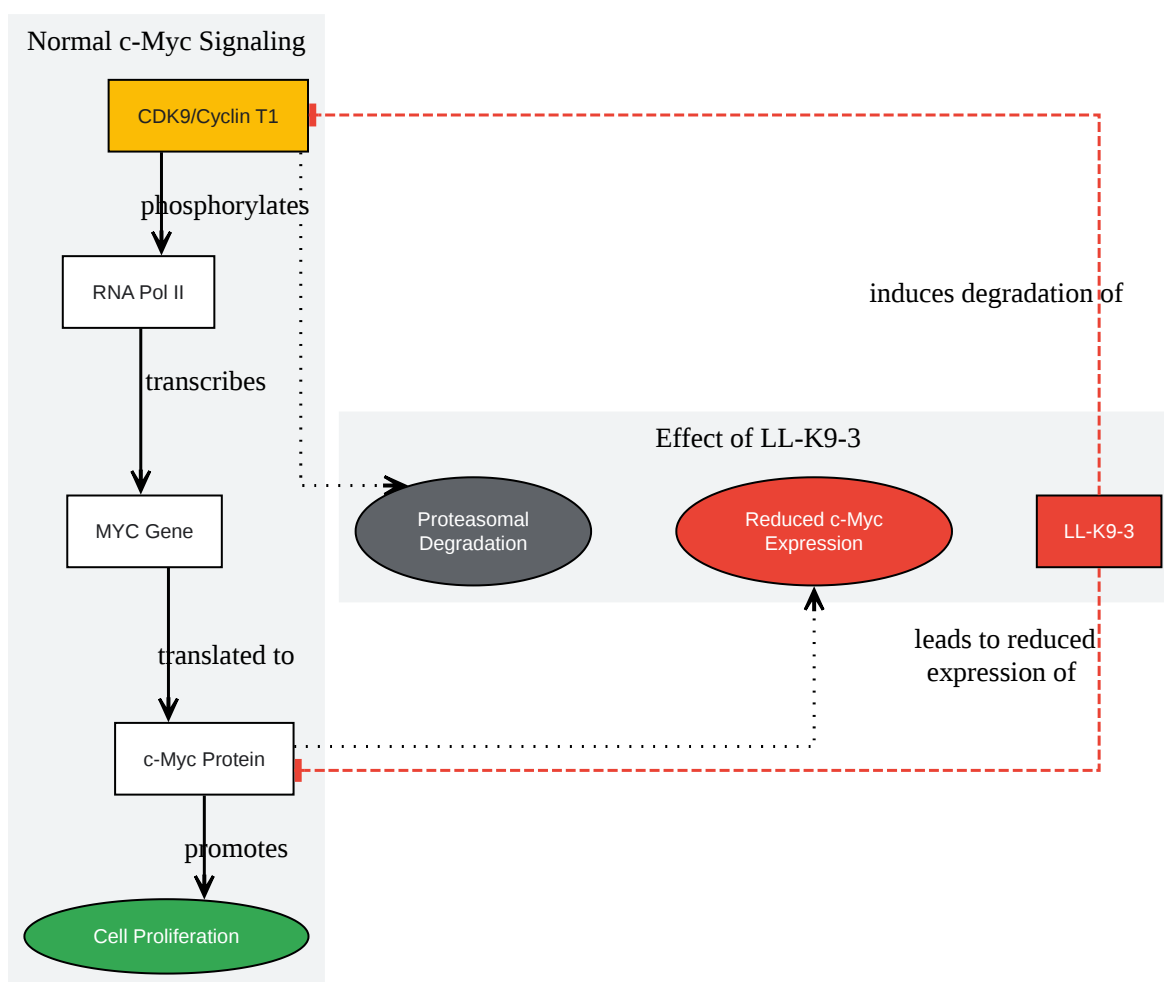 Normal c-Myc Signaling
CDK9/Cyclin T1
phosphorylates
RNA Pol II
transcribes
MYC Gene
translated to
c-Myc Protein
promotes
Cell Proliferation
induces degradation of
Effect of LL-K9-3
Proteasomal
Degradation
Reduced c-Myc
Expression
LL-K9-3
leads to reduced
expression of